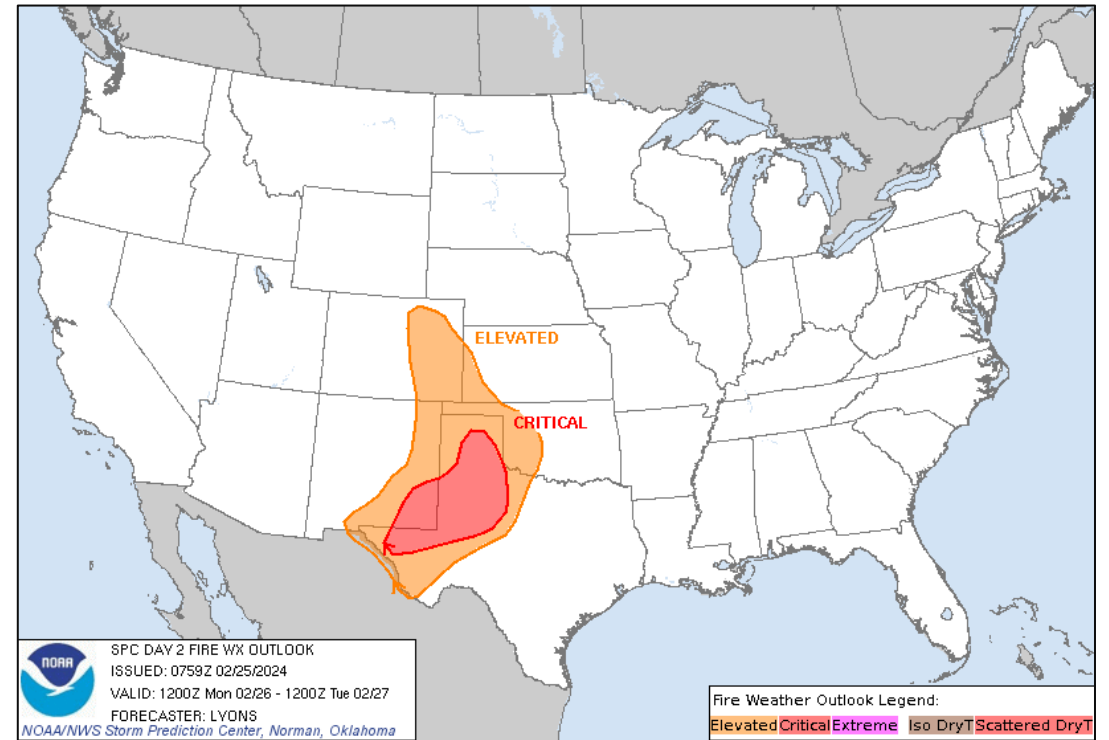 ELEVATED
CRITICAL
NOAA
SPC DAY 2 FIRE WX OUTLOOK
ISSUED: 0759Z 02/25/2024
VALID: 1200Z Mon 02/26 - 1200Z Tue 02/27
FORECASTER: LYONS
NOAA/NWS Storm Prediction Center, Norman, Oklahoma
Fire Weather Outlook Legend:
Elevated Critical Extreme Iso DryT Scattered DryT